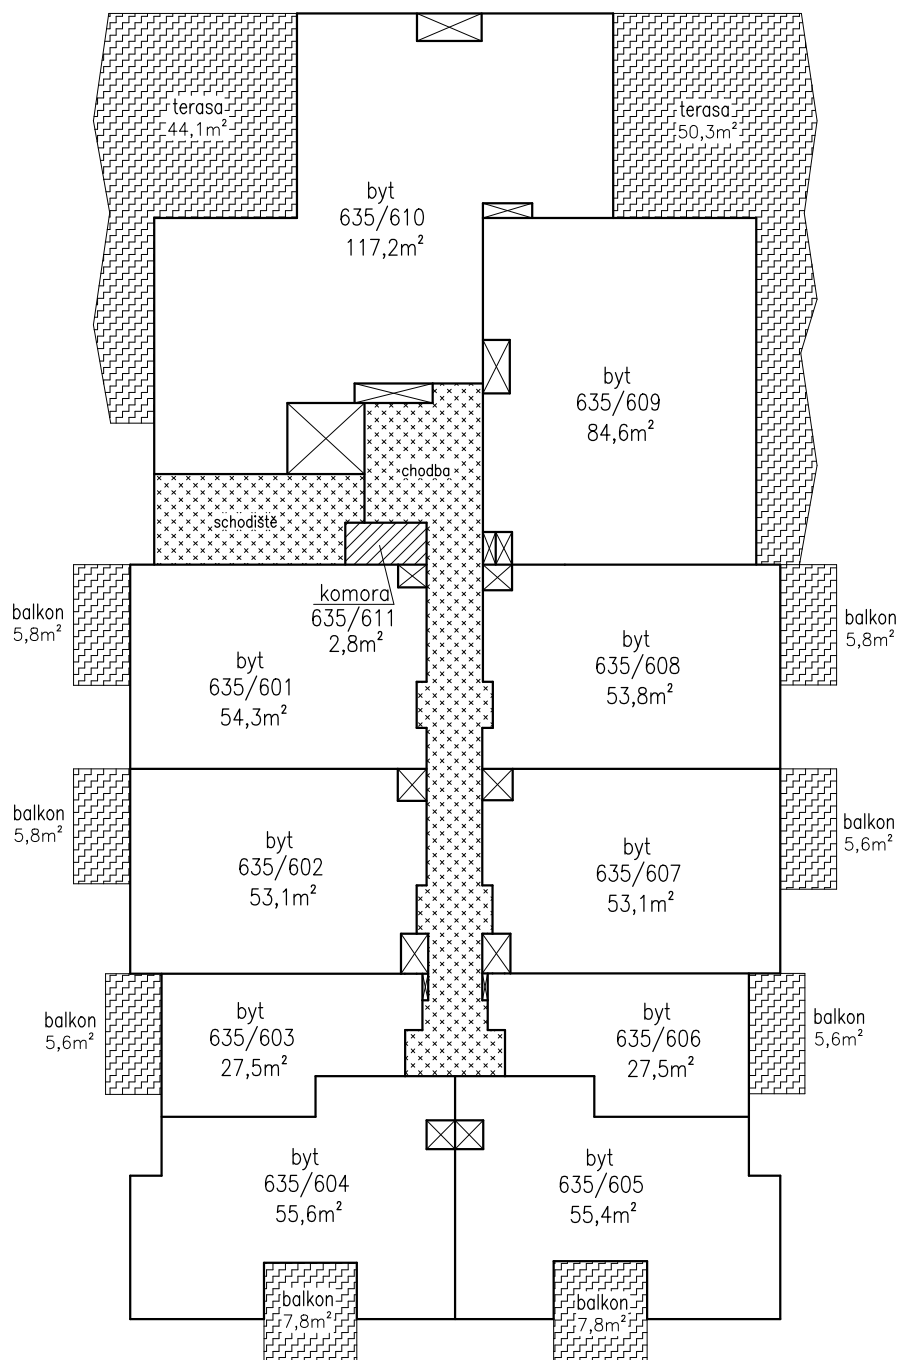 terasa
44,1m²
terasa
50,3m²
byt
635/610
117,2m²
byt
635/609
84,6m²
chodba
schodiště
komora
635/611
2,8m²
balkon
5,8m²
balkon
5,8m²
byt
635/601
54,3m²
byt
635/608
53,8m²
balkon
5,8m²
balkon
5,6m²
byt
635/602
53,1m²
byt
635/607
53,1m²
balkon
5,6m²
balkon
5,6m²
byt
635/603
27,5m²
byt
635/606
27,5m²
byt
635/604
55,6m²
byt
635/605
55,4m²
balkon
7,8m²
balkon
7,8m²